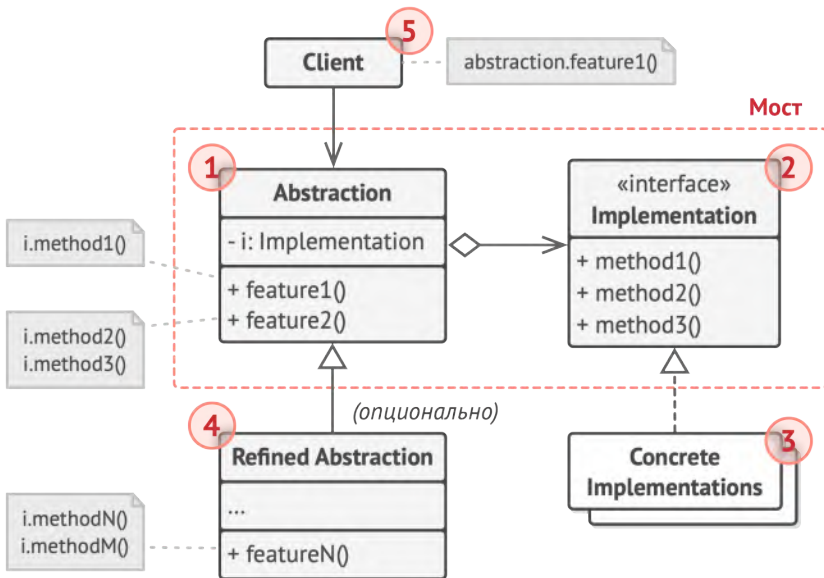 5
Client
abstraction.feature1()
Мост
1
Abstraction
- i: Implementation
+ feature1()
+ feature2()
2
«interface»
Implementation
+ method1()
+ method2()
+ method3()
i.method1()
i.method2()
i.method3()
(опционально)
4
Refined Abstraction
...
+ featureN()
3
Concrete
Implementations
i.methodN()
i.methodM()